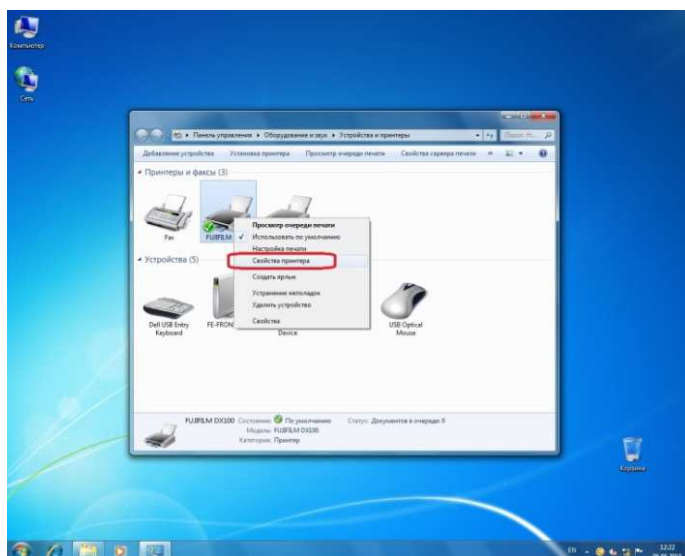 Компьютер
Сеть
Панель управления ▸ Оборудование и звук ▸ Устройства и принтеры
Добавление устройства Установка принтера Просмотр очереди печати Свойства сервера печати »
Принтеры и факсы (3)
Fax
FUJIFILM
Просмотр очереди печати
Использовать по умолчанию
Настройка печати
Свойства принтера
Создать ярлык
Устранение неполадок
Удалить устройство
Свойства
Устройства (5)
Dell USB Entry
Keyboard
FE-FRON
Device
USB Optical
Mouse
FUJIFILM DX100 Состояние: По умолчанию Статус: Документов в очереди: 0
Модель: FUJIFILM DX100
Категория: Принтер
Корзина
EN
12:22